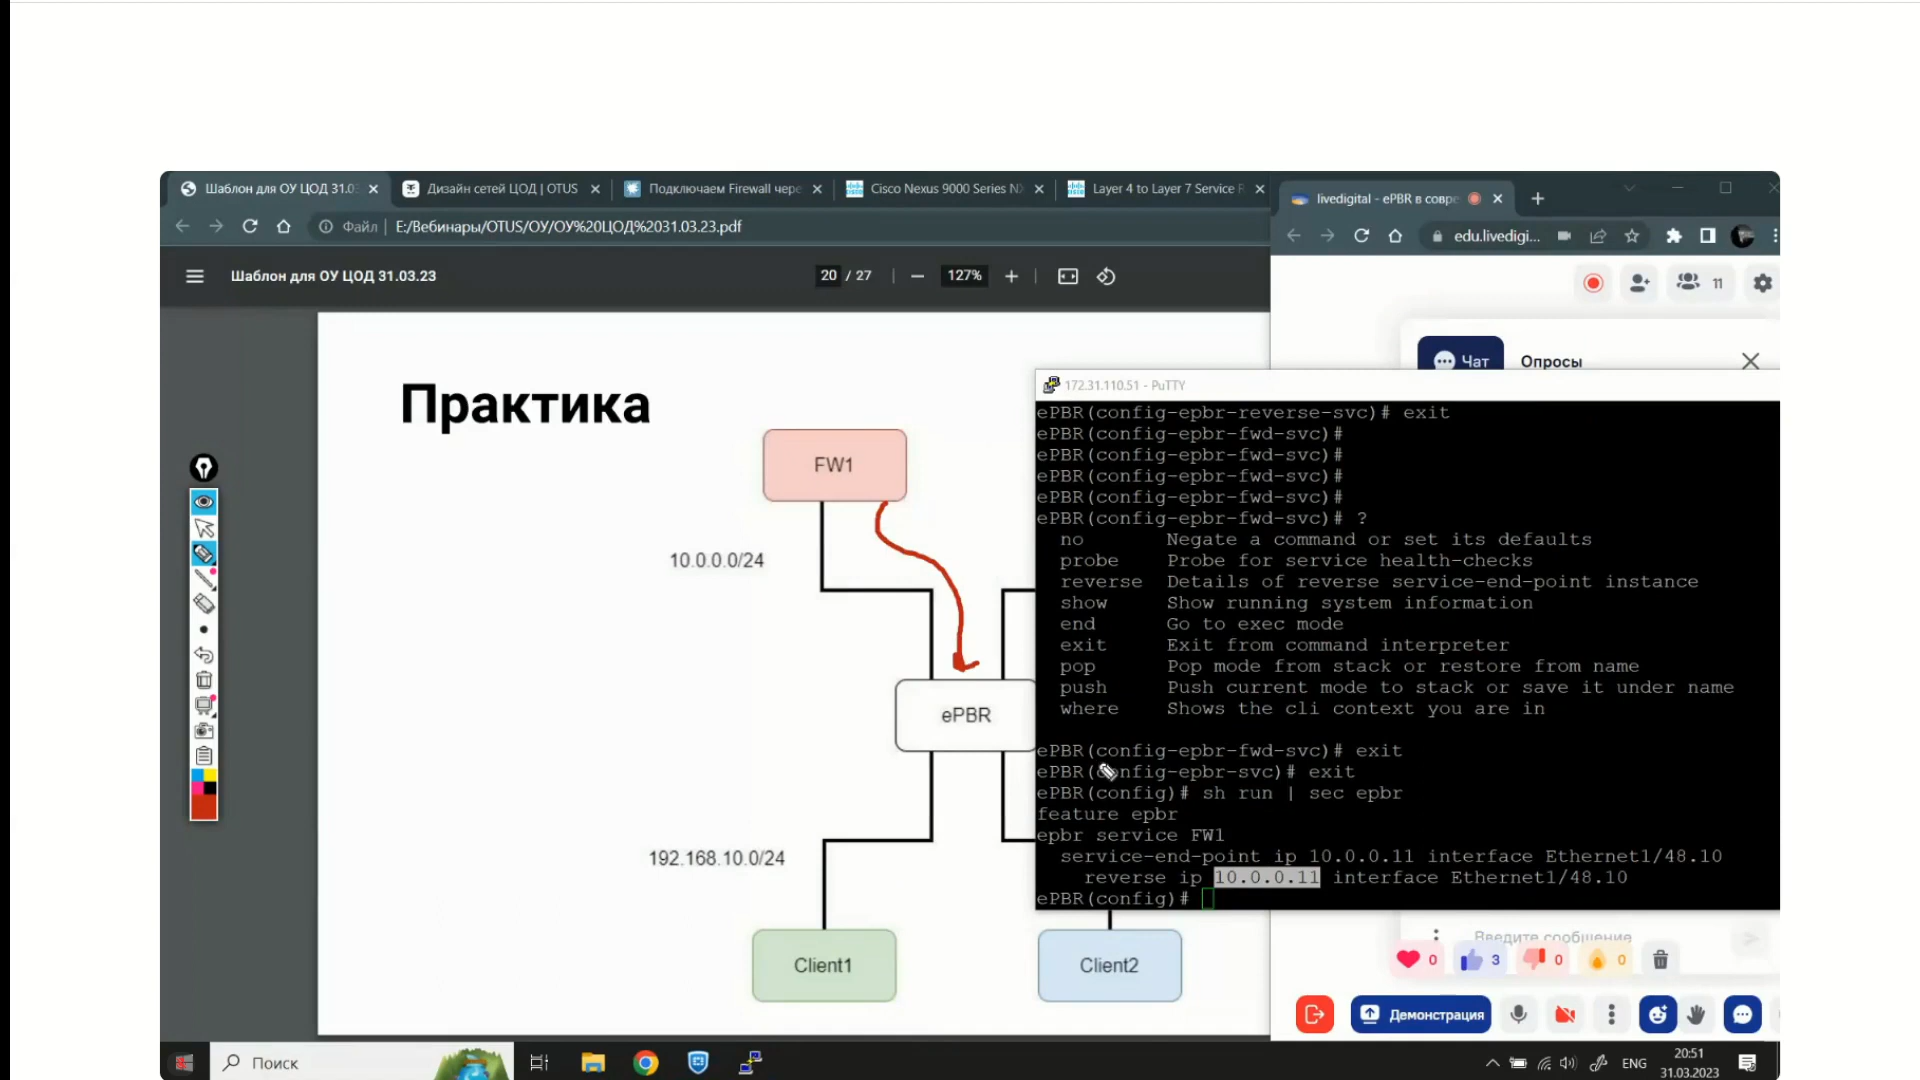 Шаблон для ОУ ЦОД 31.0
Дизайн сетей ЦОД | OTUS
Подключаем Firewall чере
Cisco Nexus 9000 Series NX
Layer 4 to Layer 7 Service R
livedigital - ePBR в совре
Файл
E:/Вебинары/OTUS/ОУ/ОУ%20ЦОД%2031.03.23.pdf
edu.livedigi...
Шаблон для ОУ ЦОД 31.03.23
20 / 27
127%
11
Чат
Опросы
Практика
FW1
10.0.0.0/24
ePBR
192.168.10.0/24
Client1
Client2
172.31.110.51 - PuTTY
ePBR(config-epbr-reverse-svc)# exit
ePBR(config-epbr-fwd-svc)#
ePBR(config-epbr-fwd-svc)#
ePBR(config-epbr-fwd-svc)#
ePBR(config-epbr-fwd-svc)#
ePBR(config-epbr-fwd-svc)# ?
no Negate a command or set its defaults
probe Probe for service health-checks
reverse Details of reverse service-end-point instance
show Show running system information
end Go to exec mode
exit Exit from command interpreter
pop Pop mode from stack or restore from name
push Push current mode to stack or save it under name
where Shows the cli context you are in
ePBR(config-epbr-fwd-svc)# exit
ePBR(config-epbr-svc)# exit
ePBR(config)# sh run | sec epbr
feature epbr
epbr service FW1
service-end-point ip 10.0.0.11 interface Ethernet1/48.10
reverse ip 10.0.0.11 interface Ethernet1/48.10
ePBR(config)#
Введите сообщение
0 3 0 0
Демонстрация
Поиск
ENG
20:51
31.03.2023